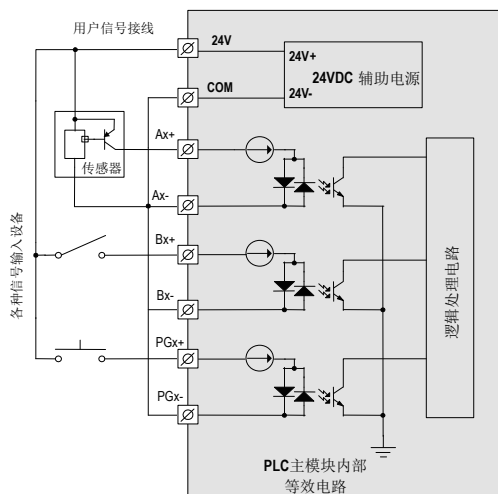 用户信号接线
24V
24V+
24VDC 辅助电源
COM
24V-
Ax+
传感器
Ax-
Bx+
各种信号输入设备
逻辑处理电路
Bx-
PGx+
PGx-
PLC主模块内部
等效电路